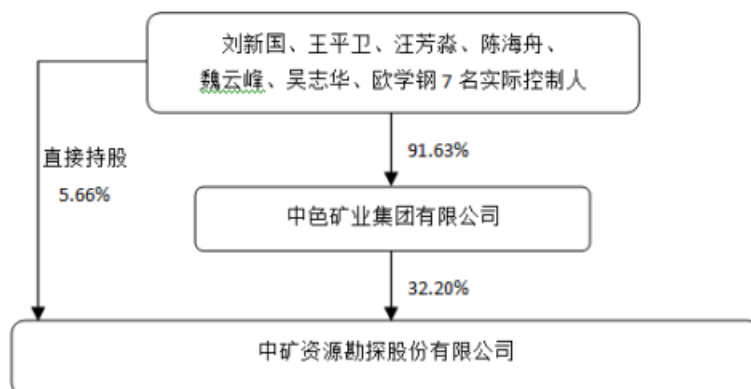 刘新国、王平卫、汪芳淼、陈海舟、
魏云峰、吴志华、欧学钢 7 名实际控制人
直接持股
5.66%
91.63%
中色矿业集团有限公司
32.20%
中矿资源勘探股份有限公司